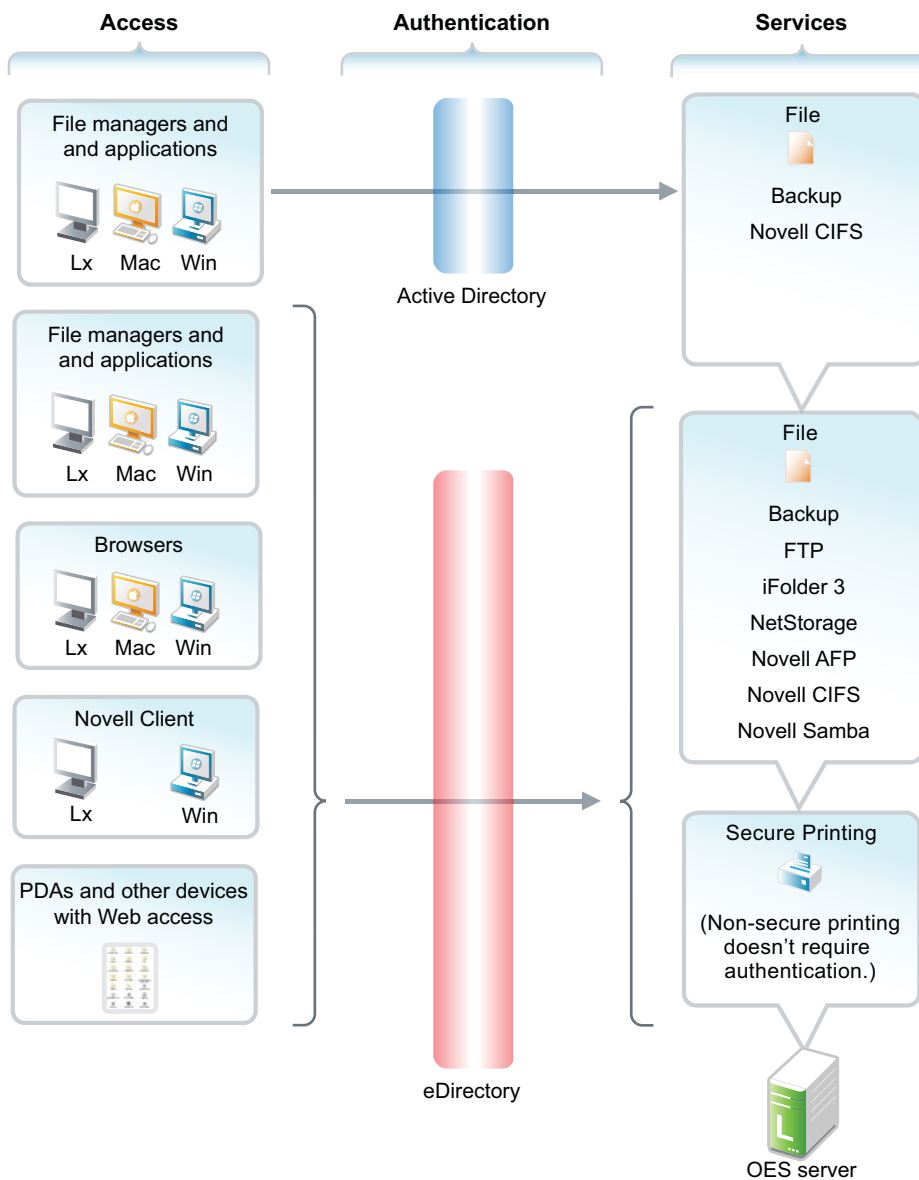 Access
Authentication
Services
File managers and
and applications
Lx
Mac
Win
Active Directory
File
Backup
Novell CIFS
File managers and
and applications
Lx
Mac
Win
Browsers
Lx
Mac
Win
Novell Client
Lx
Win
PDAs and other devices
with Web access
eDirectory
File
Backup
FTP
iFolder 3
NetStorage
Novell AFP
Novell CIFS
Novell Samba
Secure Printing
(Non-secure printing
doesn't require
authentication.)
L
OES server